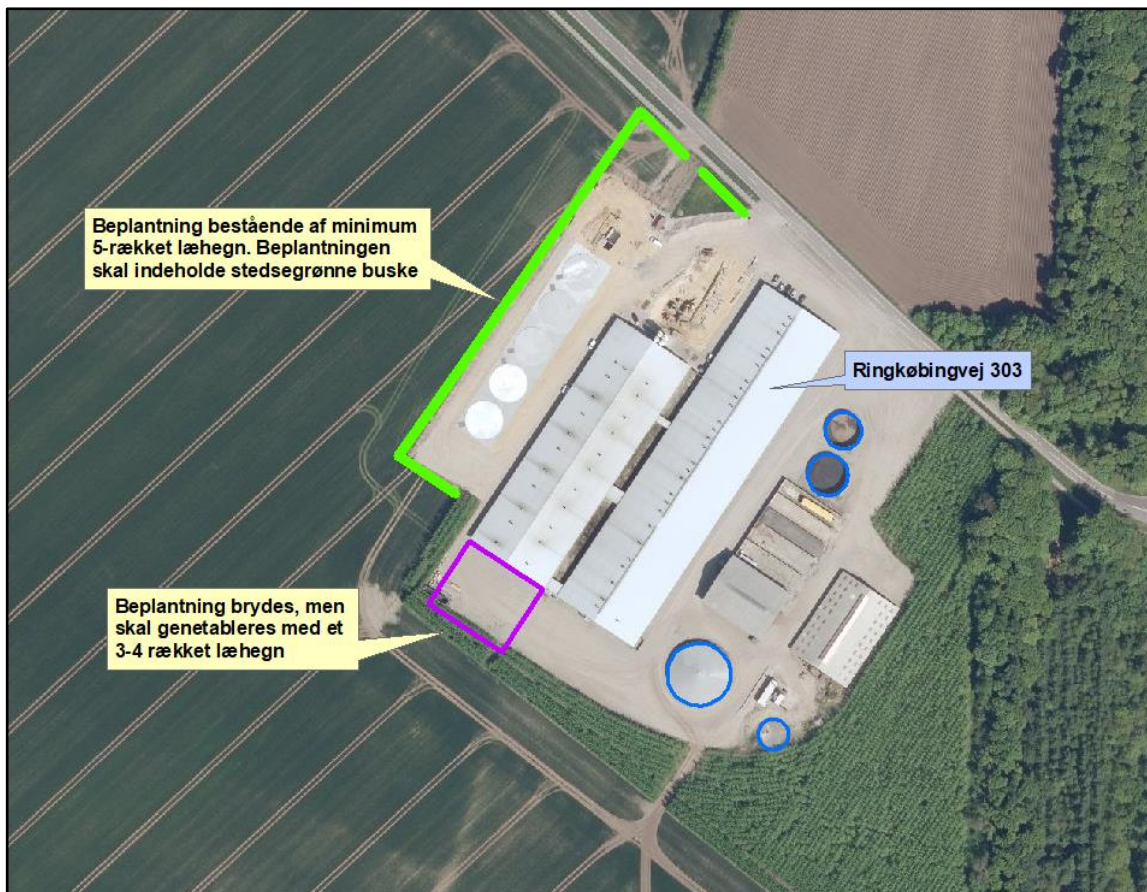 Beplantning bestående af minimum
5-rækket læhegn. Beplantningen
skal indeholde stedsegrønne buske
Ringkøbingvej 303
Beplantning brydes, men
skal genetableres med et
3-4 rækket læhegn